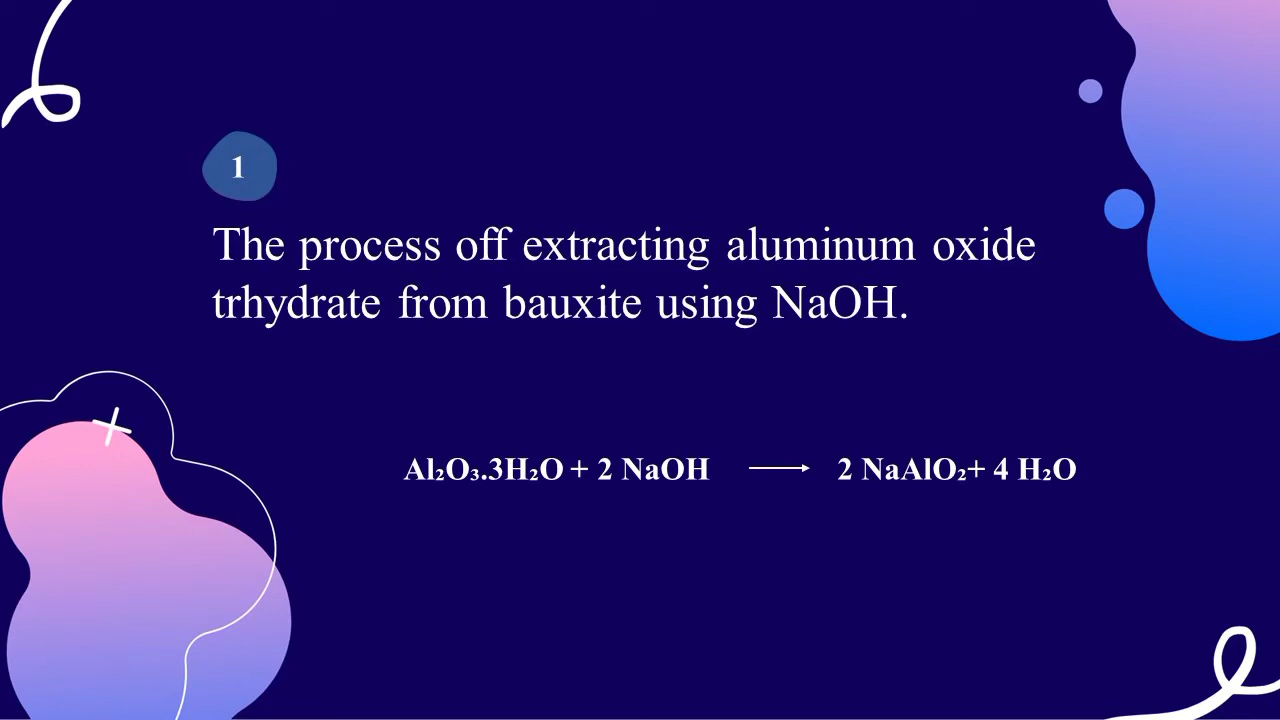 1
The process off extracting aluminum oxide
trhydrate from bauxite using NaOH.
Al₂O₃.3H₂O + 2 NaOH ⟶ 2 NaAlO₂+ 4 H₂O